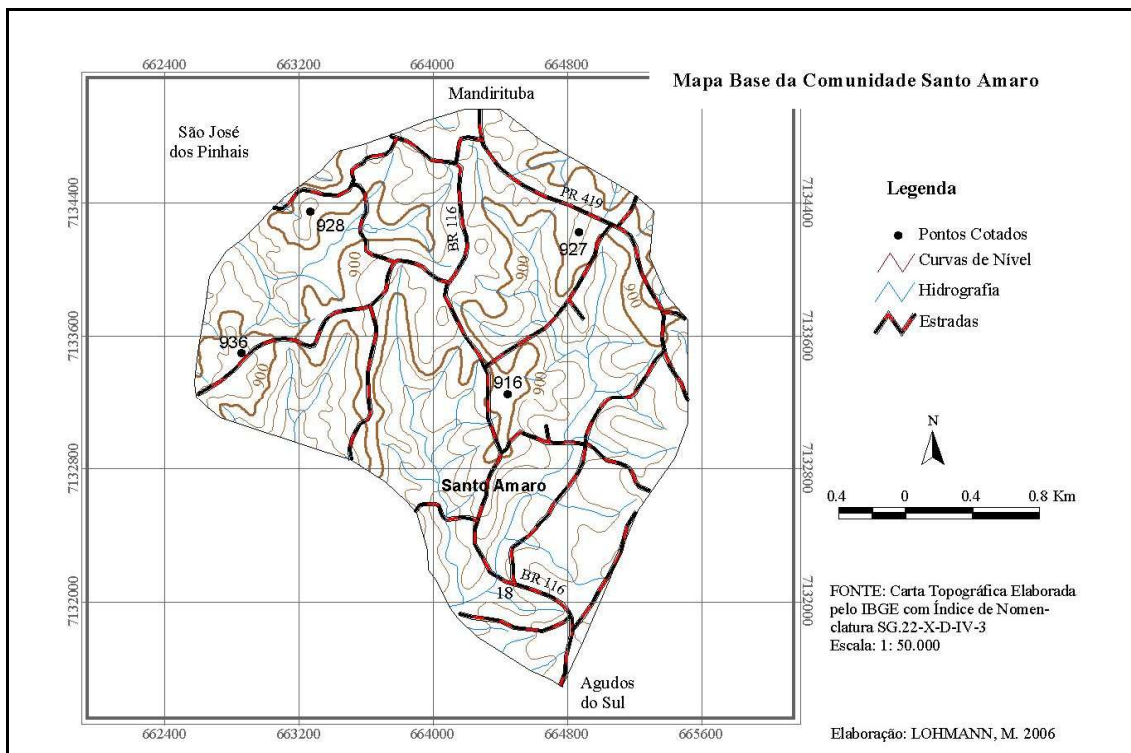 662400
663200
664000
664800
Mapa Base da Comunidade Santo Amaro
Mandirituba
São José
dos Pinhais
7134400
7134400
PR 419
BR 116
928
927
900
900
900
Legenda
Pontos Cotados
Curvas de Nível
Hidrografia
Estradas
7133600
7133600
936
900
916
900
N
7132800
7132800
Santo Amaro
0.4
0
0.4
0.8 Km
BR 116
18
7132000
7132000
FONTE: Carta Topográfica Elaborada
pelo IBGE com Índice de Nomen-
clatura SG.22-X-D-IV-3
Escala: 1: 50.000
Agudos
do Sul
662400
663200
664000
664800
665600
Elaboração: LOHMANN, M. 2006